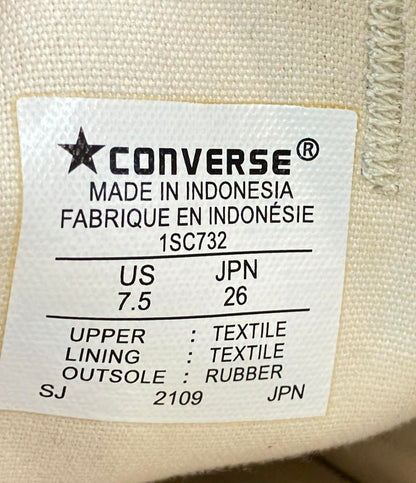 ★CONVERSE®
MADE IN INDONESIA
FABRIQUE EN INDONÉSIE
1SC732
US JPN
7.5 26
UPPER : TEXTILE
LINING : TEXTILE
OUTSOLE : RUBBER
SJ 2109 JPN